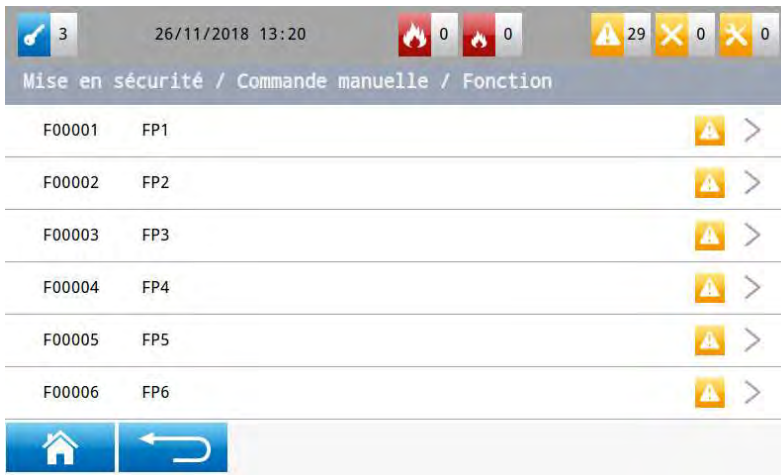 3 26/11/2018 13:20 0 0 29 0 0
Mise en sécurité / Commande manuelle / Fonction
F00001 FP1
F00002 FP2
F00003 FP3
F00004 FP4
F00005 FP5
F00006 FP6